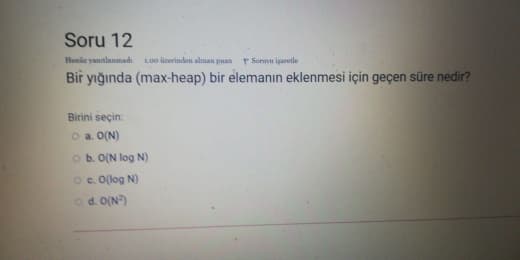 Soru 12
Henüz yanıtlanmadı 1,00 üzerinden alınan puan Soruyu işaretle
Bir yığında (max-heap) bir elemanın eklenmesi için geçen süre nedir?
Birini seçin:
a. O(N)
b. O(N log N)
c. O(log N)
d. O(N²)